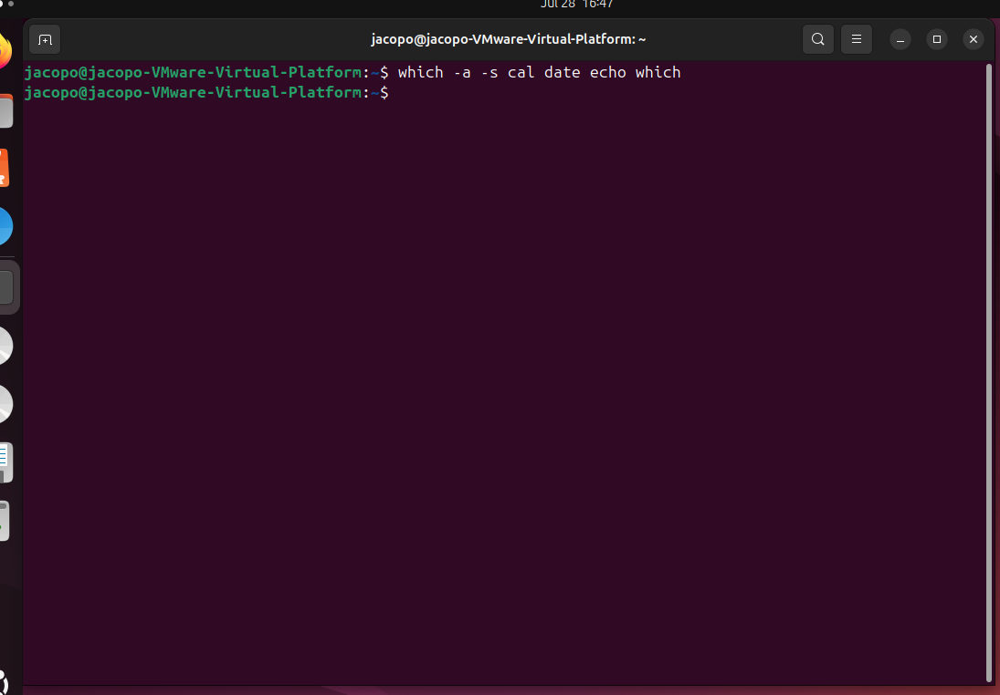 Jul 28 16:47
jacopo@jacopo-VMware-Virtual-Platform: ~
jacopo@jacopo-VMware-Virtual-Platform:~$ which -a -s cal date echo which
jacopo@jacopo-VMware-Virtual-Platform:~$